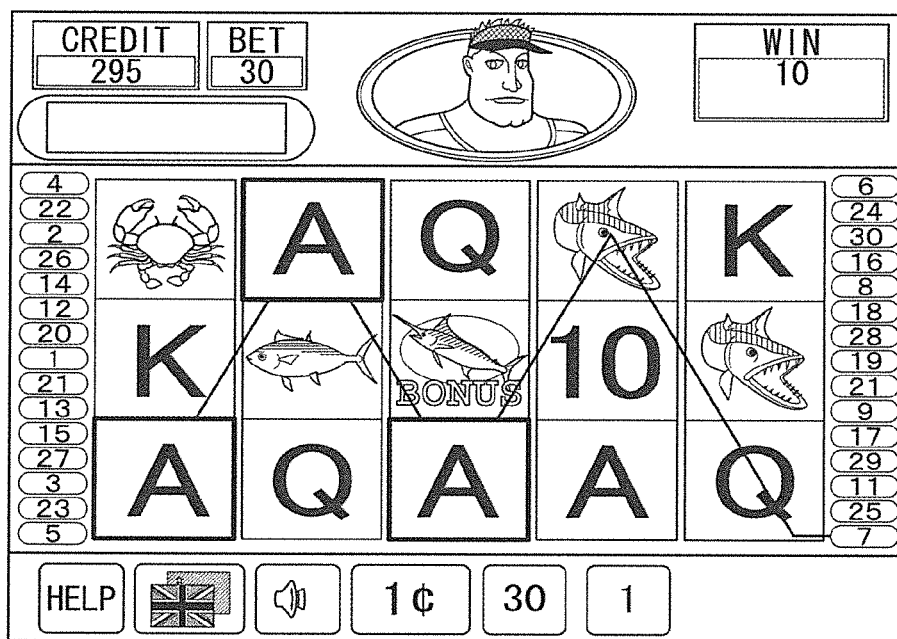 CREDIT BET WIN
295 30 10
4 6
22 24
2 30
26 16
14 8
12 18
20 28
1 19
21 21
13 9
15 17
27 29
3 11
23 25
5 7
A Q K
K BONUS 10
A Q A A Q
HELP 1¢ 30 1